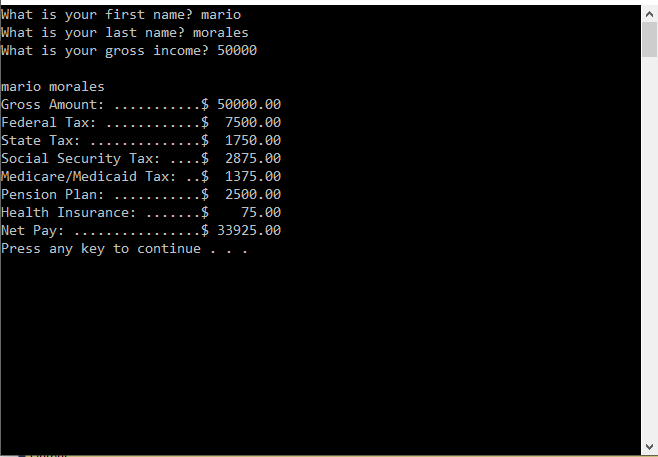 What is your first name? mario
What is your last name? morales
What is your gross income? 50000
mario morales
Gross Amount: ...........$ 50000.00
Federal Tax: ............$  7500.00
State Tax: ..............$  1750.00
Social Security Tax: ....$  2875.00
Medicare/Medicaid Tax: ..$  1375.00
Pension Plan: ...........$  2500.00
Health Insurance: .......$    75.00
Net Pay: ................$ 33925.00
Press any key to continue . . .